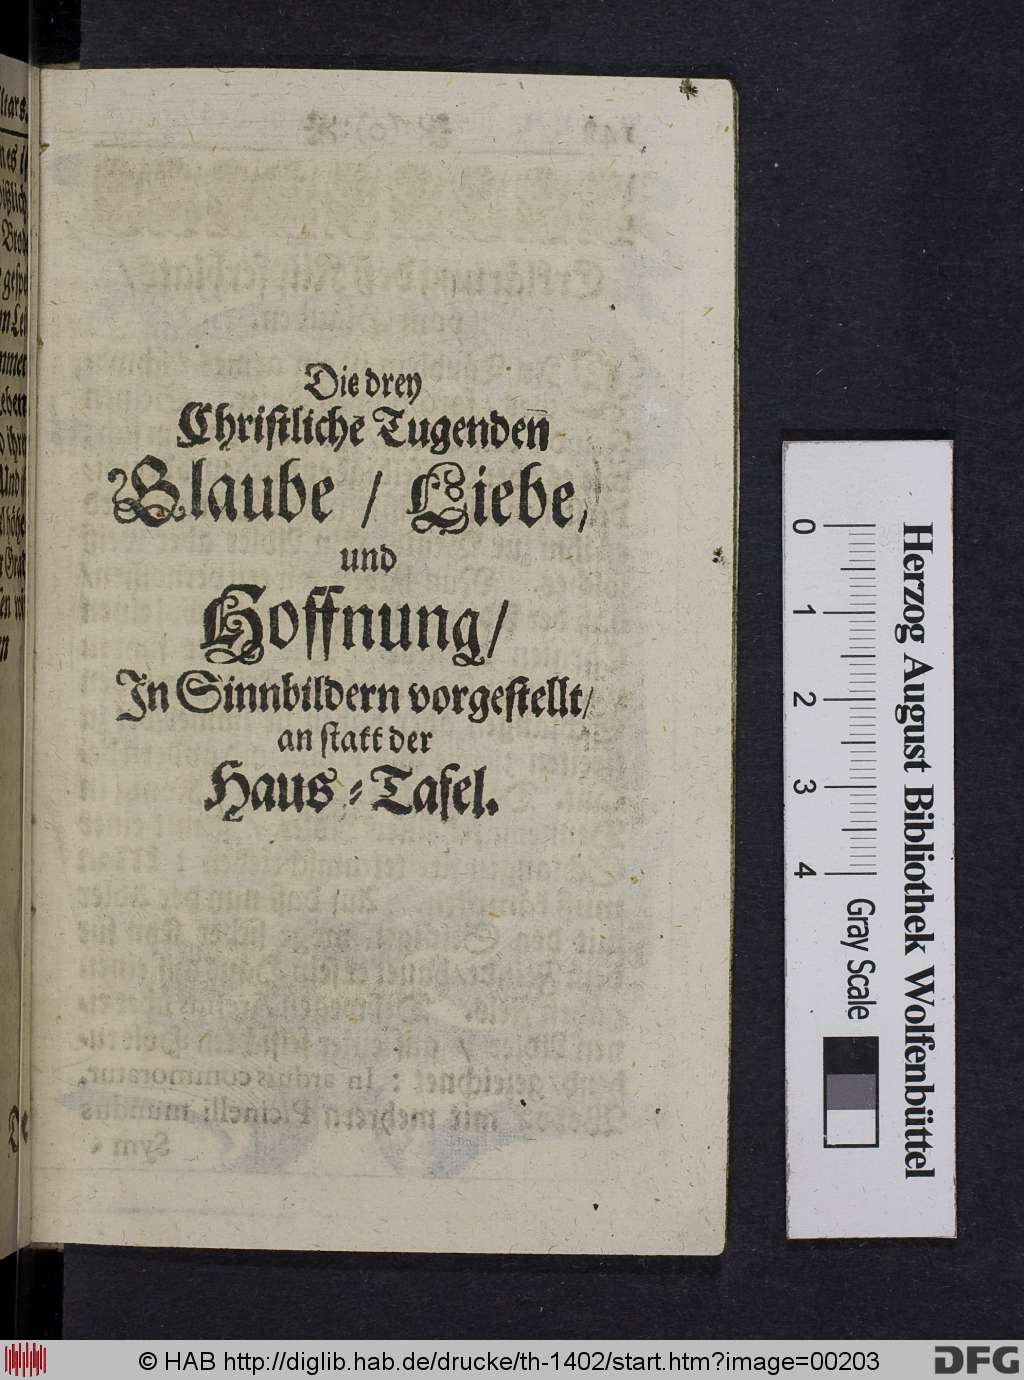 Die drey
Chriſtliche Tugendeñ
Glaube / Liebe /
und
Hoffnung /
In Sinnbildern vorgeſtellt /
an ſtatt der
Haus-Tafel.
0 1 2 3 4
Gray Scale
Herzog August Bibliothek Wolfenbüttel
© HAB http://diglib.hab.de/drucke/th-1402/start.htm?image=00203
DFG